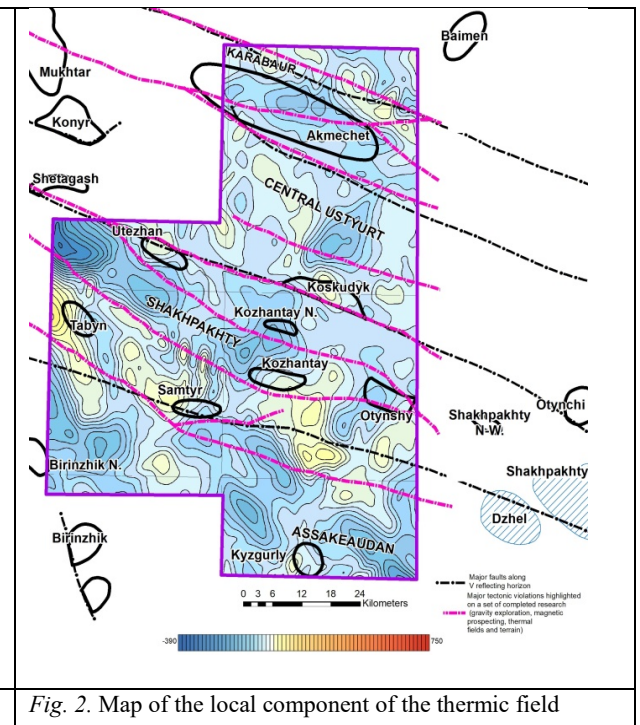 Baimen
KARABAUR
Mukhtar
Konyr
Akmechet
Shetagash
CENTRAL USTYURT
Utezhan
Koskudyk
SHAKHPAKHTY
Kozhantay N.
Tabyn
Kozhantay
Samtyr
Otynshy
Otynchi
Shakhpakhty
N-W.
Birinzhik N.
Shakhpakhty
Dzhel
Birinzhik
ASSAKEAUDAN
Kyzgurly
Major faults along
V reflecting horizon
Major tectonic violations highlighted
on a set of completed research
(gravity exploration, magnetic
prospecting, thermal
fields and terrain)
0 3 6 12 18 24
Kilometers
-390 750
Fig. 2. Map of the local component of the thermic field